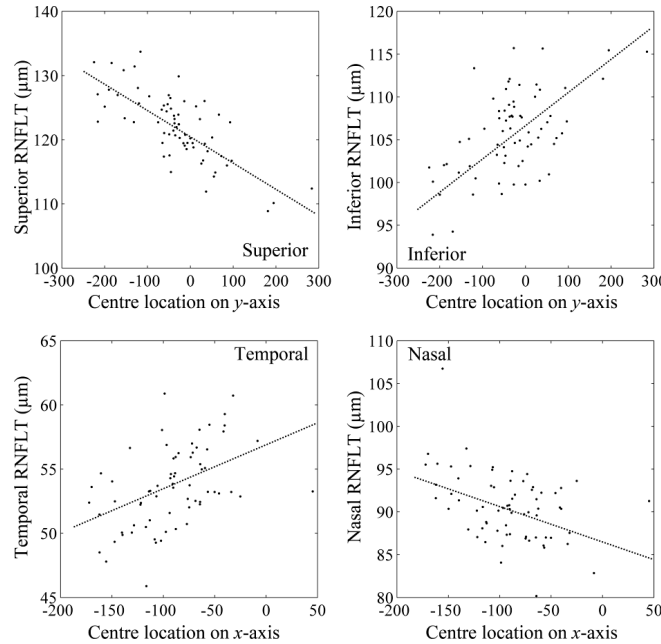 140
130
120
110
100
Superior RNFLT (µm)
Superior
-300 -200 -100 0 100 200 300
Centre location on y-axis
120
115
110
105
100
95
90
Inferior RNFLT (µm)
Inferior
-300 -200 -100 0 100 200 300
Centre location on y-axis
65
60
55
50
45
Temporal RNFLT (µm)
Temporal
-200 -150 -100 -50 0 50
Centre location on x-axis
110
105
100
95
90
85
80
Nasal RNFLT (µm)
Nasal
-200 -150 -100 -50 0 50
Centre location on x-axis